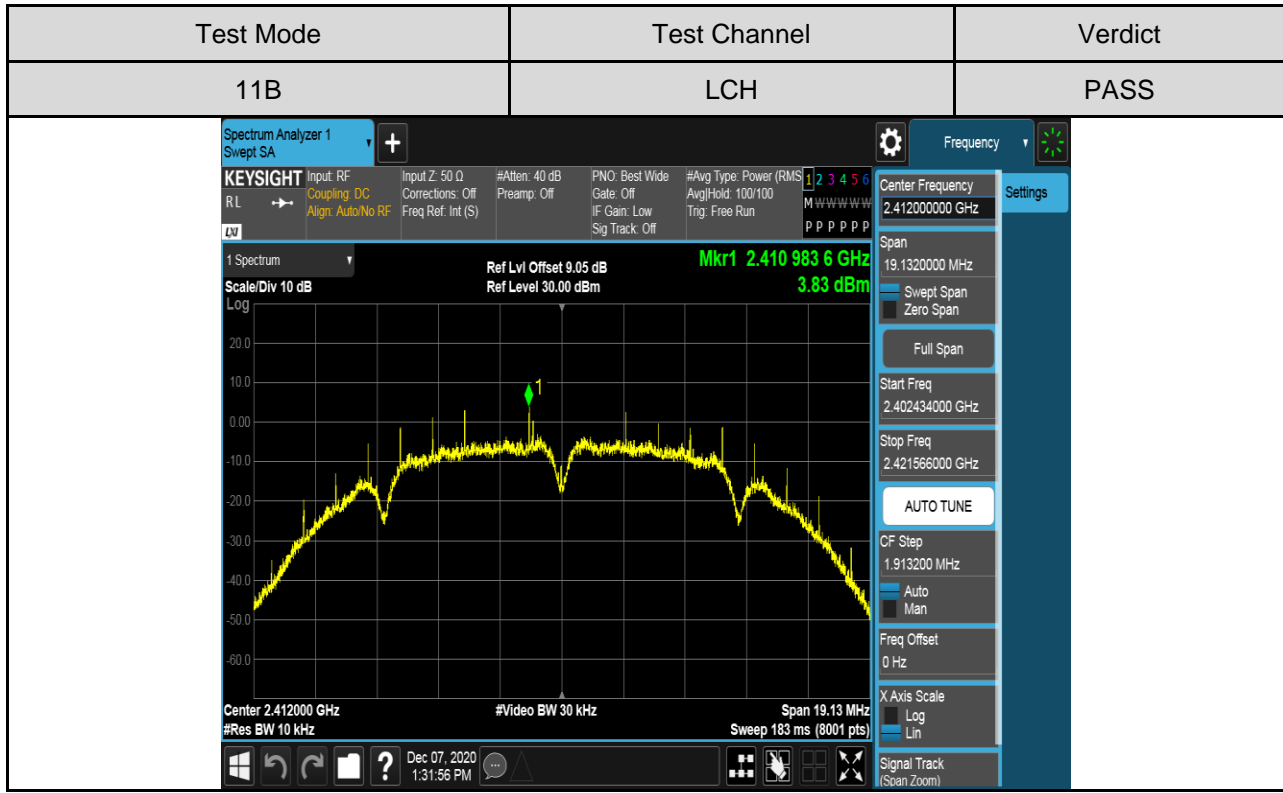 Test Mode Test Channel Verdict
11B LCH PASS
Spectrum Analyzer 1
Swept SA
+
Frequency
KEYSIGHT
RL
LXI
Input: RF
Coupling: DC
Align: Auto/No RF
Input Z: 50 Ω
Corrections: Off
Freq Ref: Int (S)
#Atten: 40 dB
Preamp: Off
PNO: Best Wide
Gate: Off
IF Gain: Low
Sig Track: Off
#Avg Type: Power (RMS
Avg|Hold: 100/100
Trig: Free Run
1 2 3 4 5 6
M W W W W W
P P P P P P
Center Frequency
2.412000000 GHz
Settings
Span
19.1320000 MHz
Swept Span
Zero Span
Full Span
Start Freq
2.402434000 GHz
Stop Freq
2.421566000 GHz
AUTO TUNE
CF Step
1.913200 MHz
Auto
Man
Freq Offset
0 Hz
X Axis Scale
Log
Lin
Signal Track
(Span Zoom)
1 Spectrum
Scale/Div 10 dB
Ref Lvl Offset 9.05 dB
Ref Level 30.00 dBm
Mkr1 2.410 983 6 GHz
3.83 dBm
Log
20.0
10.0
1
0.00
-10.0
-20.0
-30.0
-40.0
-50.0
-60.0
Center 2.412000 GHz
#Res BW 10 kHz
#Video BW 30 kHz
Span 19.13 MHz
Sweep 183 ms (8001 pts)
?
Dec 07, 2020
1:31:56 PM